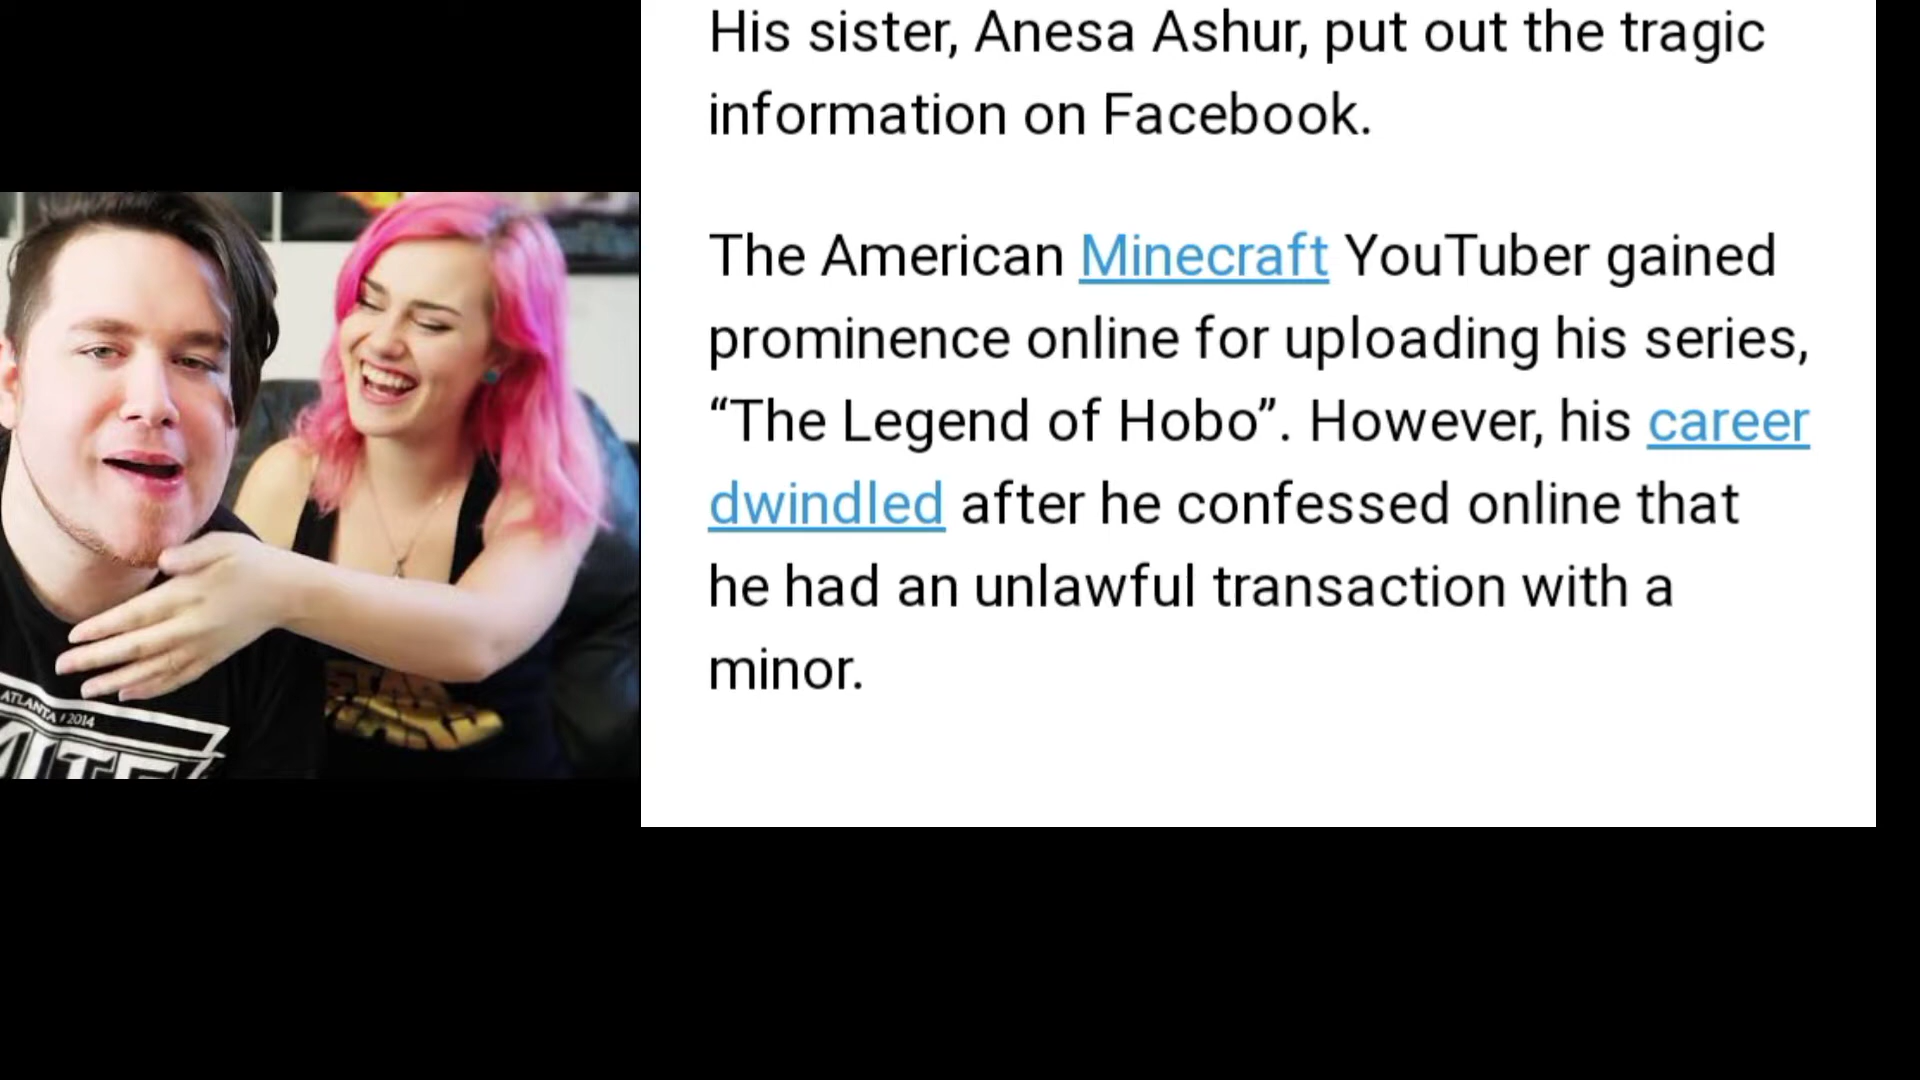 His sister, Anesa Ashur, put out the tragic
information on Facebook.
The American Minecraft YouTuber gained
prominence online for uploading his series,
“The Legend of Hobo”. However, his career
dwindled after he confessed online that
he had an unlawful transaction with a
minor.
ATLANTA 2014
STAR